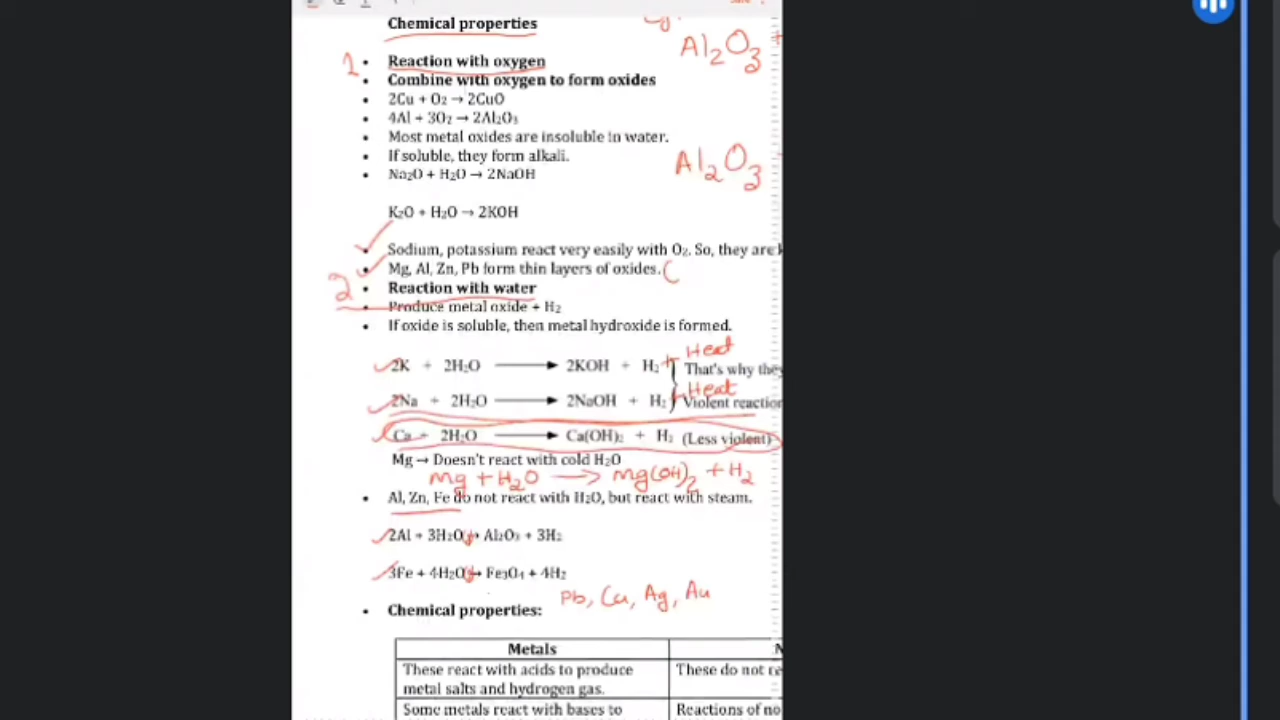 Chemical properties
Al₂O₃ +
1 • Reaction with oxygen
• Combine with oxygen to form oxides
• 2Cu + O₂ → 2CuO
• 4Al + 3O₂ → 2Al₂O₃
• Most metal oxides are insoluble in water.
• If soluble, they form alkali.
Al₂O₃
• Na₂O + H₂O → 2NaOH
K₂O + H₂O → 2KOH
• Sodium, potassium react very easily with O₂. So, they are
• Mg, Al, Zn, Pb form thin layers of oxides. (
2 • Reaction with water
• Produce metal oxide + H₂
• If oxide is soluble, then metal hydroxide is formed.
2K + 2H₂O → 2KOH + H₂ + Heat
That's why they
2Na + 2H₂O → 2NaOH + H₂ + Heat
Violent reaction
Ca + 2H₂O → Ca(OH)₂ + H₂ (Less violent)
Mg → Doesn't react with cold H₂O
Mg + H₂O → Mg(OH)₂ + H₂
• Al, Zn, Fe do not react with H₂O, but react with steam.
2Al + 3H₂O → Al₂O₃ + 3H₂
3Fe + 4H₂O → Fe₃O₄ + 4H₂
Pb, Cu, Ag, Au
• Chemical properties:
Metals
These react with acids to produce
metal salts and hydrogen gas.
These do not
Some metals react with bases to
Reactions of